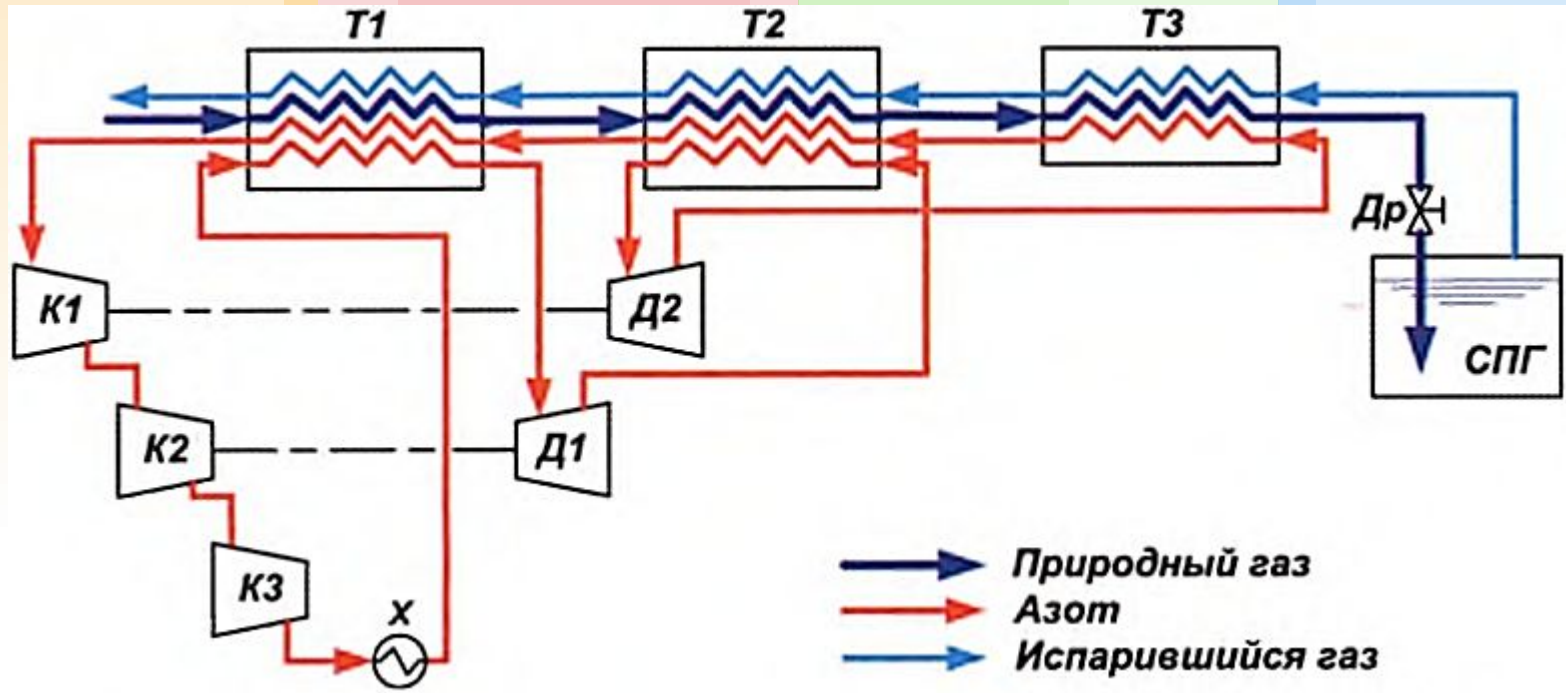 Т1
Т2
Т3
Др
К1
Д2
СПГ
К2
Д1
К3
Х
Природный газ
Азот
Испарившийся газ